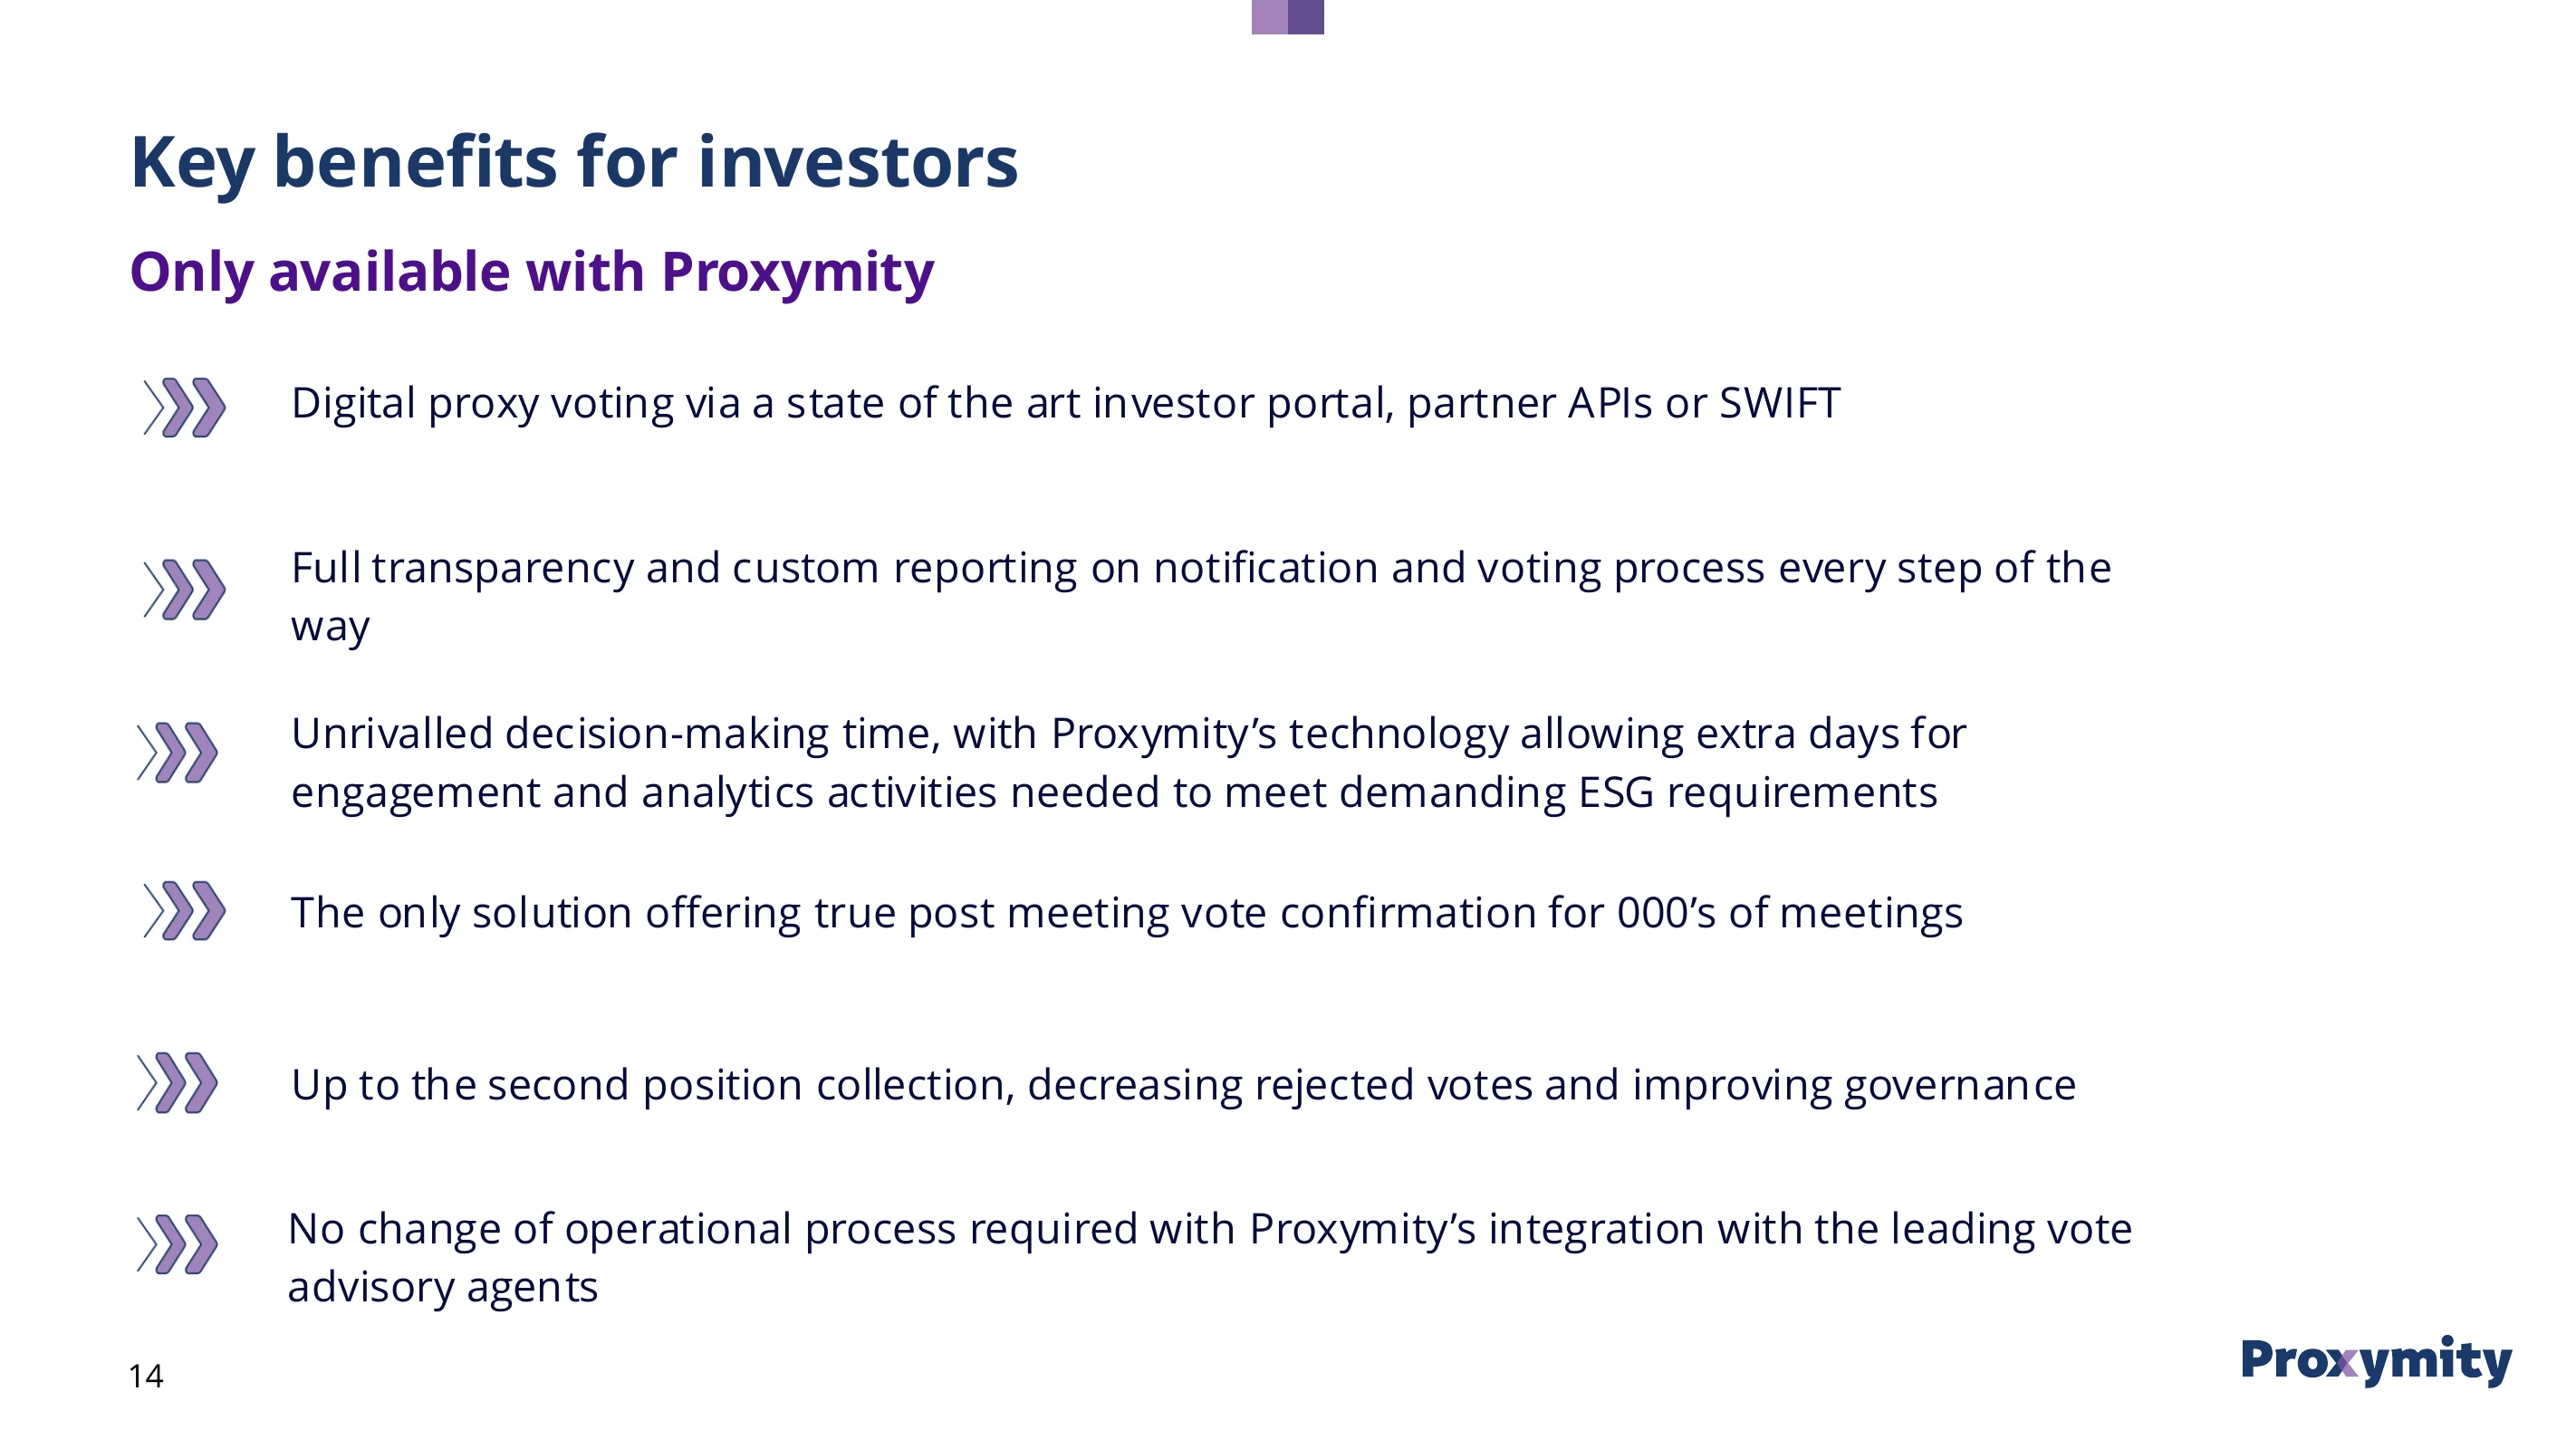 Key benefits for investors
Only available with Proxymity
Digital proxy voting via a state of the art investor portal, partner APIs or SWIFT
Full transparency and custom reporting on notification and voting process every step of the
way
Unrivalled decision-making time, with Proxymity’s technology allowing extra days for
engagement and analytics activities needed to meet demanding ESG requirements
The only solution offering true post meeting vote confirmation for 000’s of meetings
Up to the second position collection, decreasing rejected votes and improving governance
No change of operational process required with Proxymity’s integration with the leading vote
advisory agents
14
Proxymity